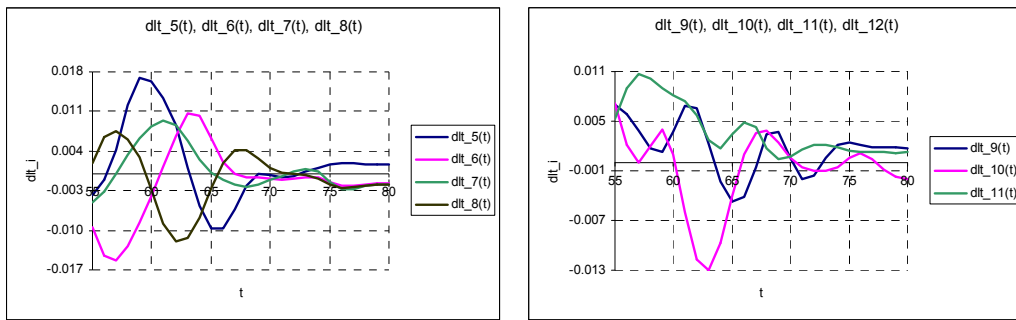 dlt_5(t), dlt_6(t), dlt_7(t), dlt_8(t)
0.018
0.011
0.004
-0.003
-0.010
-0.017
55 60 65 70 75 80
dlt_i
t
dlt_5(t)
dlt_6(t)
dlt_7(t)
dlt_8(t)
dlt_9(t), dlt_10(t), dlt_11(t), dlt_12(t)
0.011
0.005
-0.001
-0.007
-0.013
55 60 65 70 75 80
dlt_i
t
dlt_9(t)
dlt_10(t)
dlt_11(t)